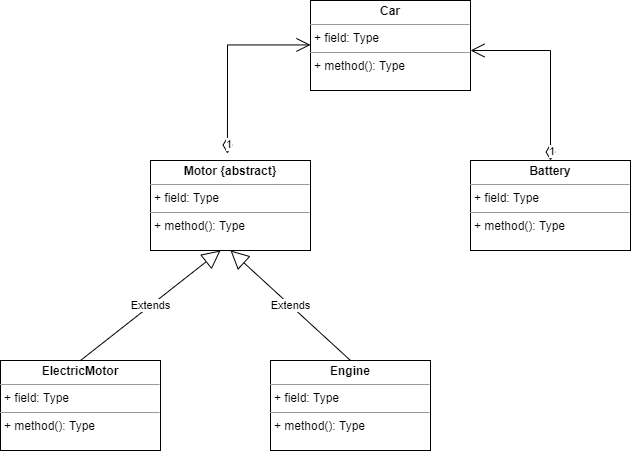 Car
+ field: Type
+ method(): Type
1
1
Motor {abstract}
+ field: Type
+ method(): Type
Battery
+ field: Type
+ method(): Type
Extends
Extends
ElectricMotor
+ field: Type
+ method(): Type
Engine
+ field: Type
+ method(): Type